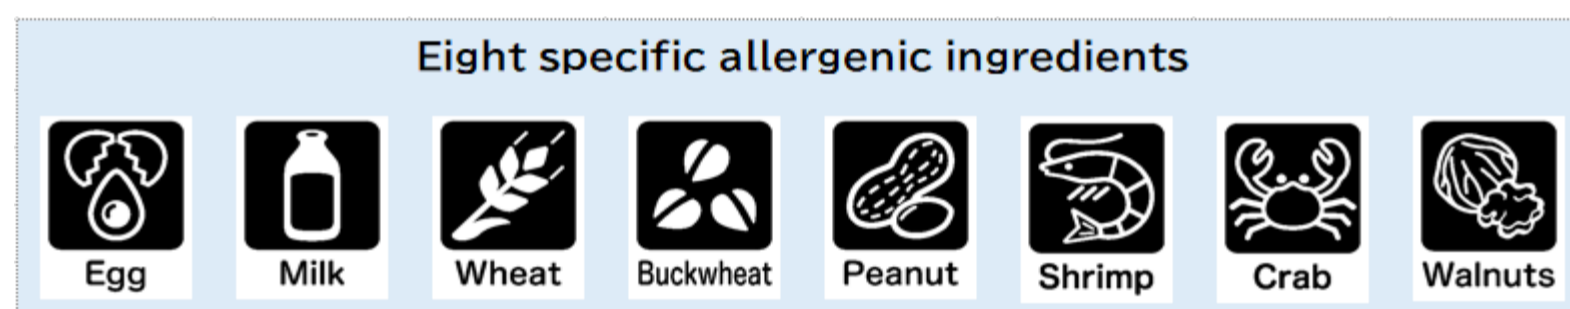 Eight specific allergenic ingredients
Egg Milk Wheat Buckwheat Peanut Shrimp Crab Walnuts